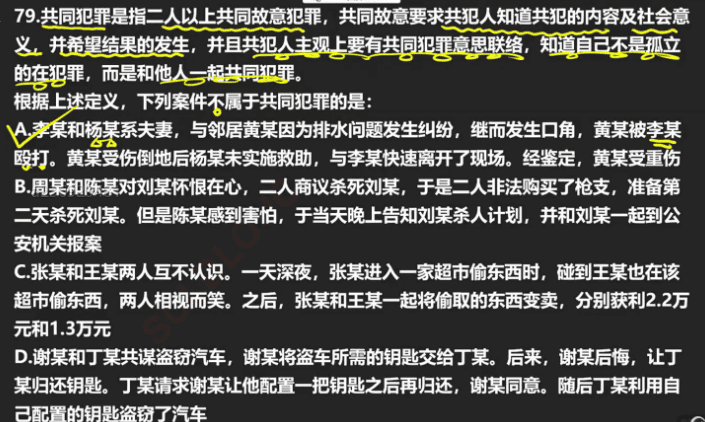 79.共同犯罪是指二人以上共同故意犯罪，共同故意要求共犯人知道共犯的内容及社会意
义，并希望结果的发生，并且共犯人主观上要有共同犯罪意思联络，知道自己不是孤立
的在犯罪，而是和他人一起共同犯罪。
根据上述定义，下列案件不属于共同犯罪的是：
A.李某和杨某系夫妻，与邻居黄某因为排水问题发生纠纷，继而发生口角，黄某被李某
殴打。黄某受伤倒地后杨某未实施救助，与李某快速离开了现场。经鉴定，黄某受重伤
B.周某和陈某对刘某怀恨在心，二人商议杀死刘某，于是二人非法购买了枪支，准备第
二天杀死刘某。但是陈某感到害怕，于当天晚上告知刘某杀人计划，并和刘某一起到公
安机关报案
C.张某和王某两人互不认识。一天深夜，张某进入一家超市偷东西时，碰到王某也在该
超市偷东西，两人相视而笑。之后，张某和王某一起将偷取的东西变卖，分别获利2.2万
元和1.3万元
D.谢某和丁某共谋盗窃汽车，谢某将盗车所需的钥匙交给丁某。后来，谢某后悔，让丁
某归还钥匙。丁某请求谢某让他配置一把钥匙之后再归还，谢某同意。随后丁某利用自
己配置的钥匙盗窃了汽车